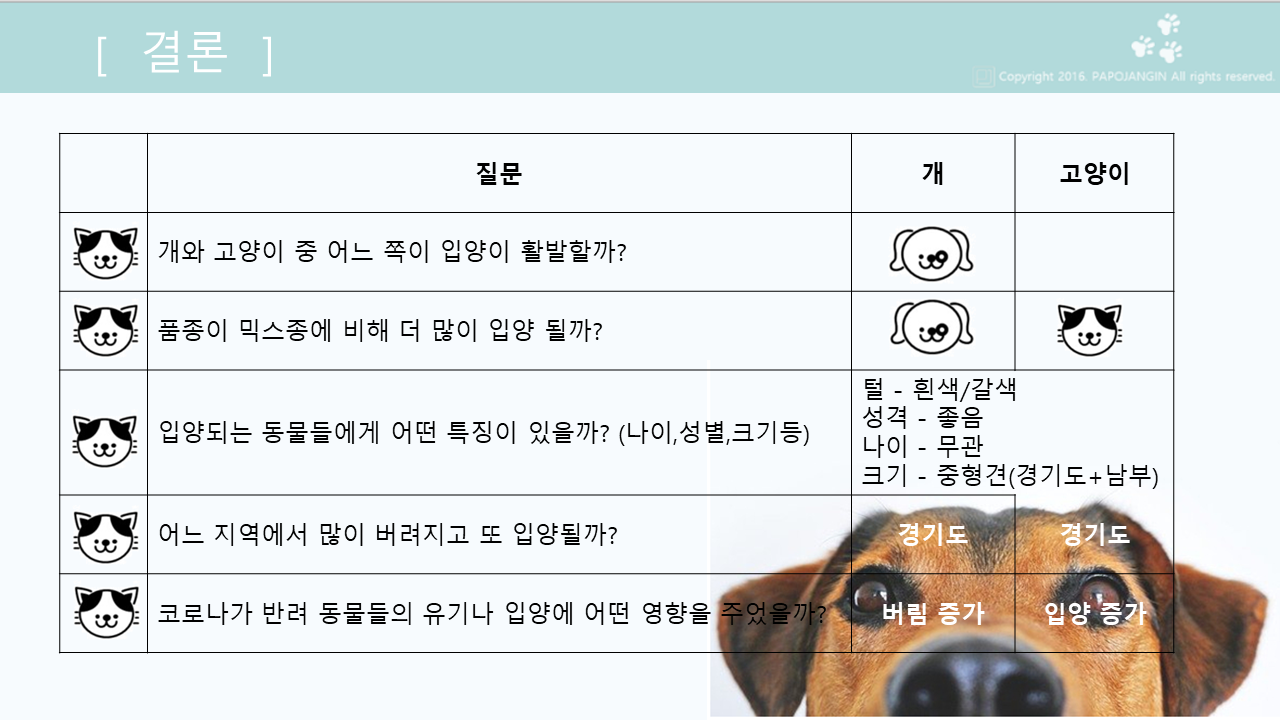 [ 결론 ]
Copyright 2016. PAPOJANGIN All rights reserved.
질문 개 고양이
개와 고양이 중 어느 쪽이 입양이 활발할까?
품종이 믹스종에 비해 더 많이 입양 될까?
입양되는 동물들에게 어떤 특징이 있을까? (나이,성별,크기등)
털 - 흰색/갈색
성격 - 좋음
나이 - 무관
크기 - 중형견(경기도+남부)
어느 지역에서 많이 버려지고 또 입양될까? 경기도 경기도
코로나가 반려 동물들의 유기나 입양에 어떤 영향을 주었을까? 버림 증가 입양 증가